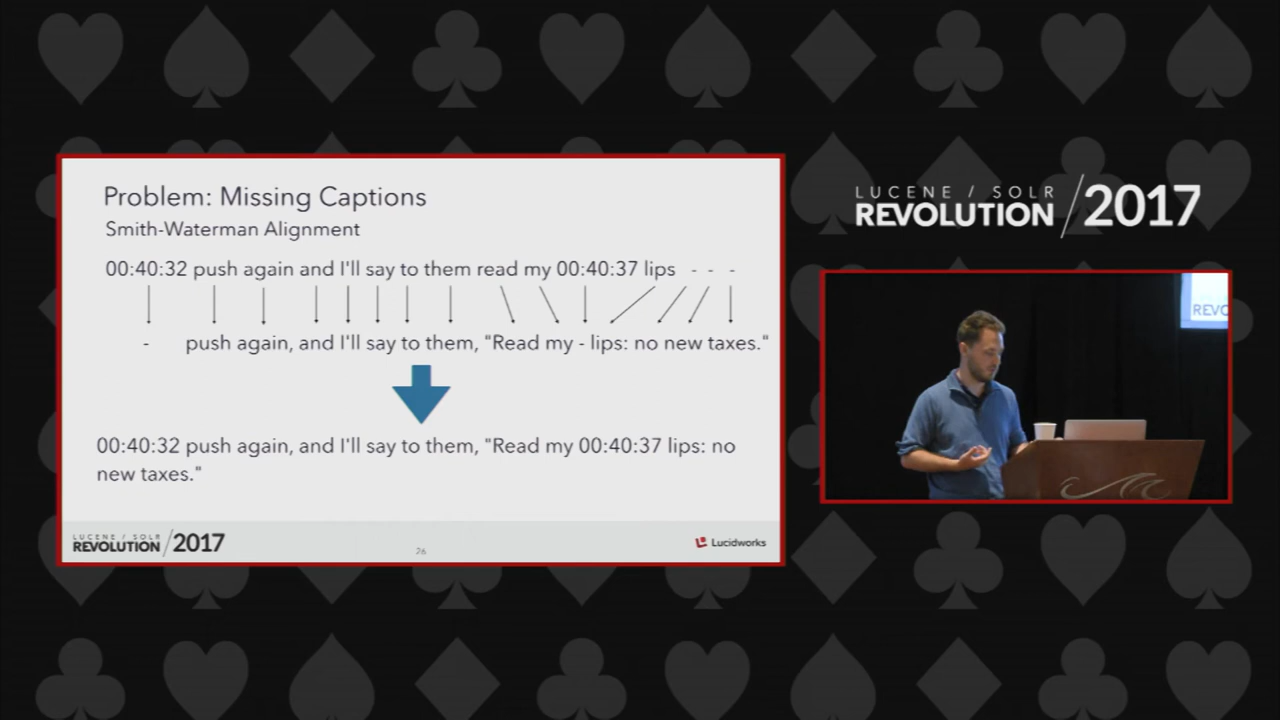 Problem: Missing Captions
Smith-Waterman Alignment
00:40:32 push again and I'll say to them read my 00:40:37 lips - - -
- push again, and I'll say to them, "Read my - lips: no new taxes."
00:40:32 push again, and I'll say to them, "Read my 00:40:37 lips: no
new taxes."
LUCENE / SOLR
REVOLUTION / 2017
26
Lucidworks
LUCENE / SOLR
REVOLUTION / 2017
REVO